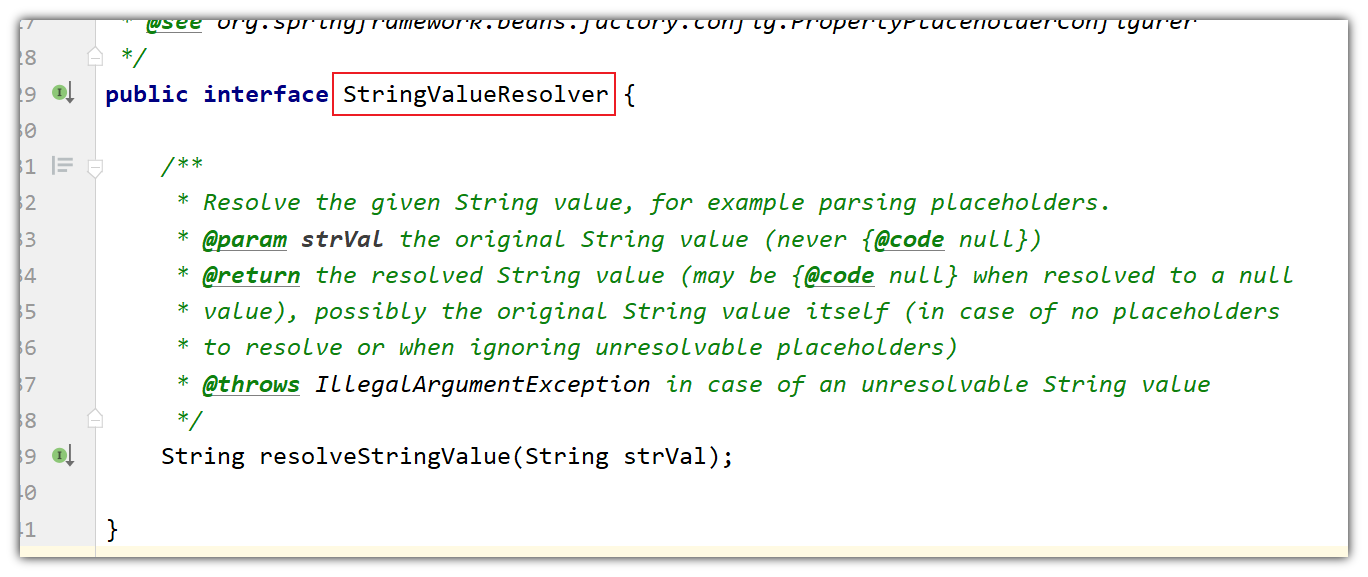 27 * @see org.springframework.beans.factory.config.PropertyPlaceholderConfigurer
28 */
29 public interface StringValueResolver {
30
31 /**
32 * Resolve the given String value, for example parsing placeholders.
33 * @param strVal the original String value (never {@code null})
34 * @return the resolved String value (may be {@code null} when resolved to a null
35 * value), possibly the original String value itself (in case of no placeholders
36 * to resolve or when ignoring unresolvable placeholders)
37 * @throws IllegalArgumentException in case of an unresolvable String value
38 */
39 String resolveStringValue(String strVal);
40
41 }